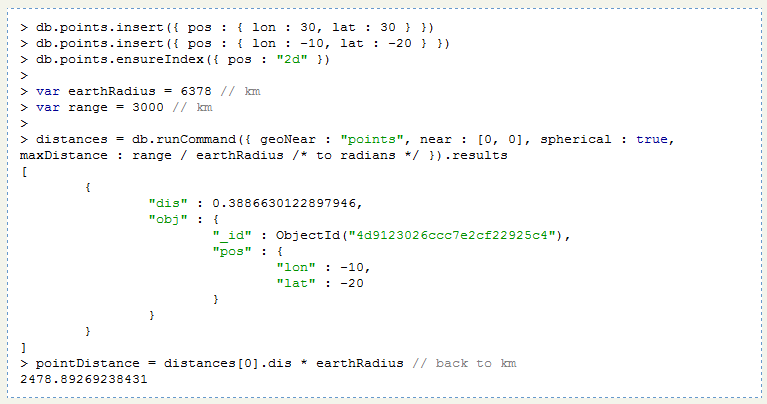 > db.points.insert({ pos : { lon : 30, lat : 30 } })
> db.points.insert({ pos : { lon : -10, lat : -20 } })
> db.points.ensureIndex({ pos : "2d" })
>
> var earthRadius = 6378 // km
> var range = 3000 // km
>
> distances = db.runCommand({ geoNear : "points", near : [0, 0], spherical : true,
maxDistance : range / earthRadius /* to radians */ }).results
[
        {
                "dis" : 0.3886630122897946,
                "obj" : {
                        "_id" : ObjectId("4d9123026ccc7e2cf22925c4"),
                        "pos" : {
                                "lon" : -10,
                                "lat" : -20
                        }
                }
        }
]
> pointDistance = distances[0].dis * earthRadius // back to km
2478.89269238431